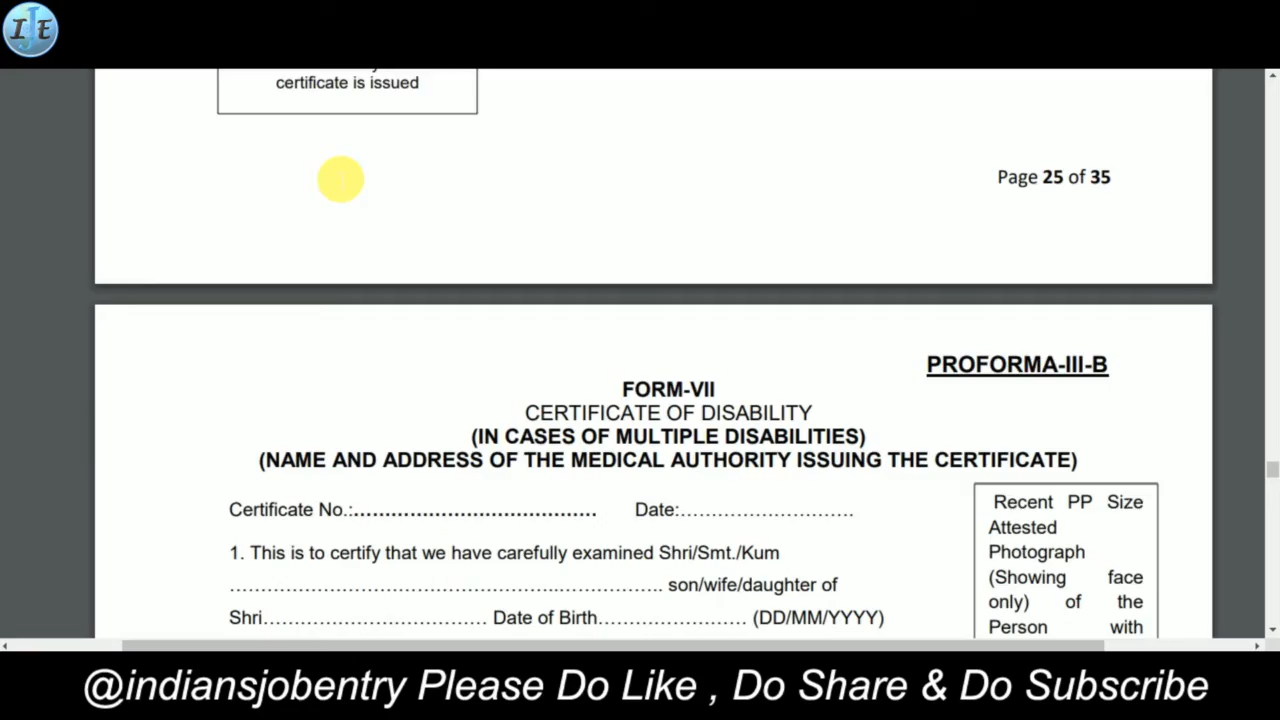 IJE
certificate is issued
Page 25 of 35
PROFORMA-III-B
FORM-VII
CERTIFICATE OF DISABILITY
(IN CASES OF MULTIPLE DISABILITIES)
(NAME AND ADDRESS OF THE MEDICAL AUTHORITY ISSUING THE CERTIFICATE)
Certificate No.:...................................... Date:............................
1. This is to certify that we have carefully examined Shri/Smt./Kum
..................................................................... son/wife/daughter of
Shri.................................... Date of Birth........................ (DD/MM/YYYY)
Recent PP Size
Attested
Photograph
(Showing face
only) of the
Person with
@indiansjobentry Please Do Like , Do Share & Do Subscribe